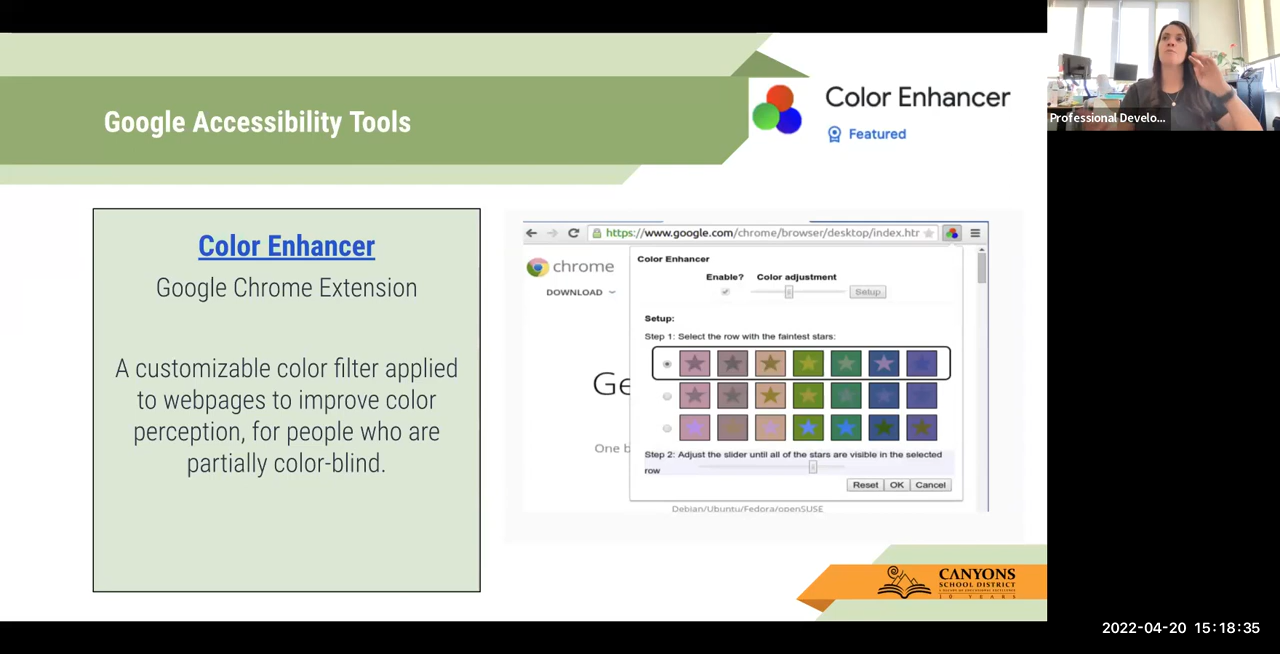 Google Accessibility Tools
Color Enhancer
Featured
Professional Develo...
Color Enhancer
Google Chrome Extension
A customizable color filter applied
to webpages to improve color
perception, for people who are
partially color-blind.
https://www.google.com/chrome/browser/desktop/index.htr
chrome
DOWNLOAD
Ge
One b
Color Enhancer
Enable? Color adjustment
Setup
Setup:
Step 1: Select the row with the faintest stars:
Step 2: Adjust the slider until all of the stars are visible in the selected
row
Reset OK Cancel
Debian/Ubuntu/Fedora/openSUSE
CANYONS
SCHOOL DISTRICT
10 YEARS
2022-04-20 15:18:35